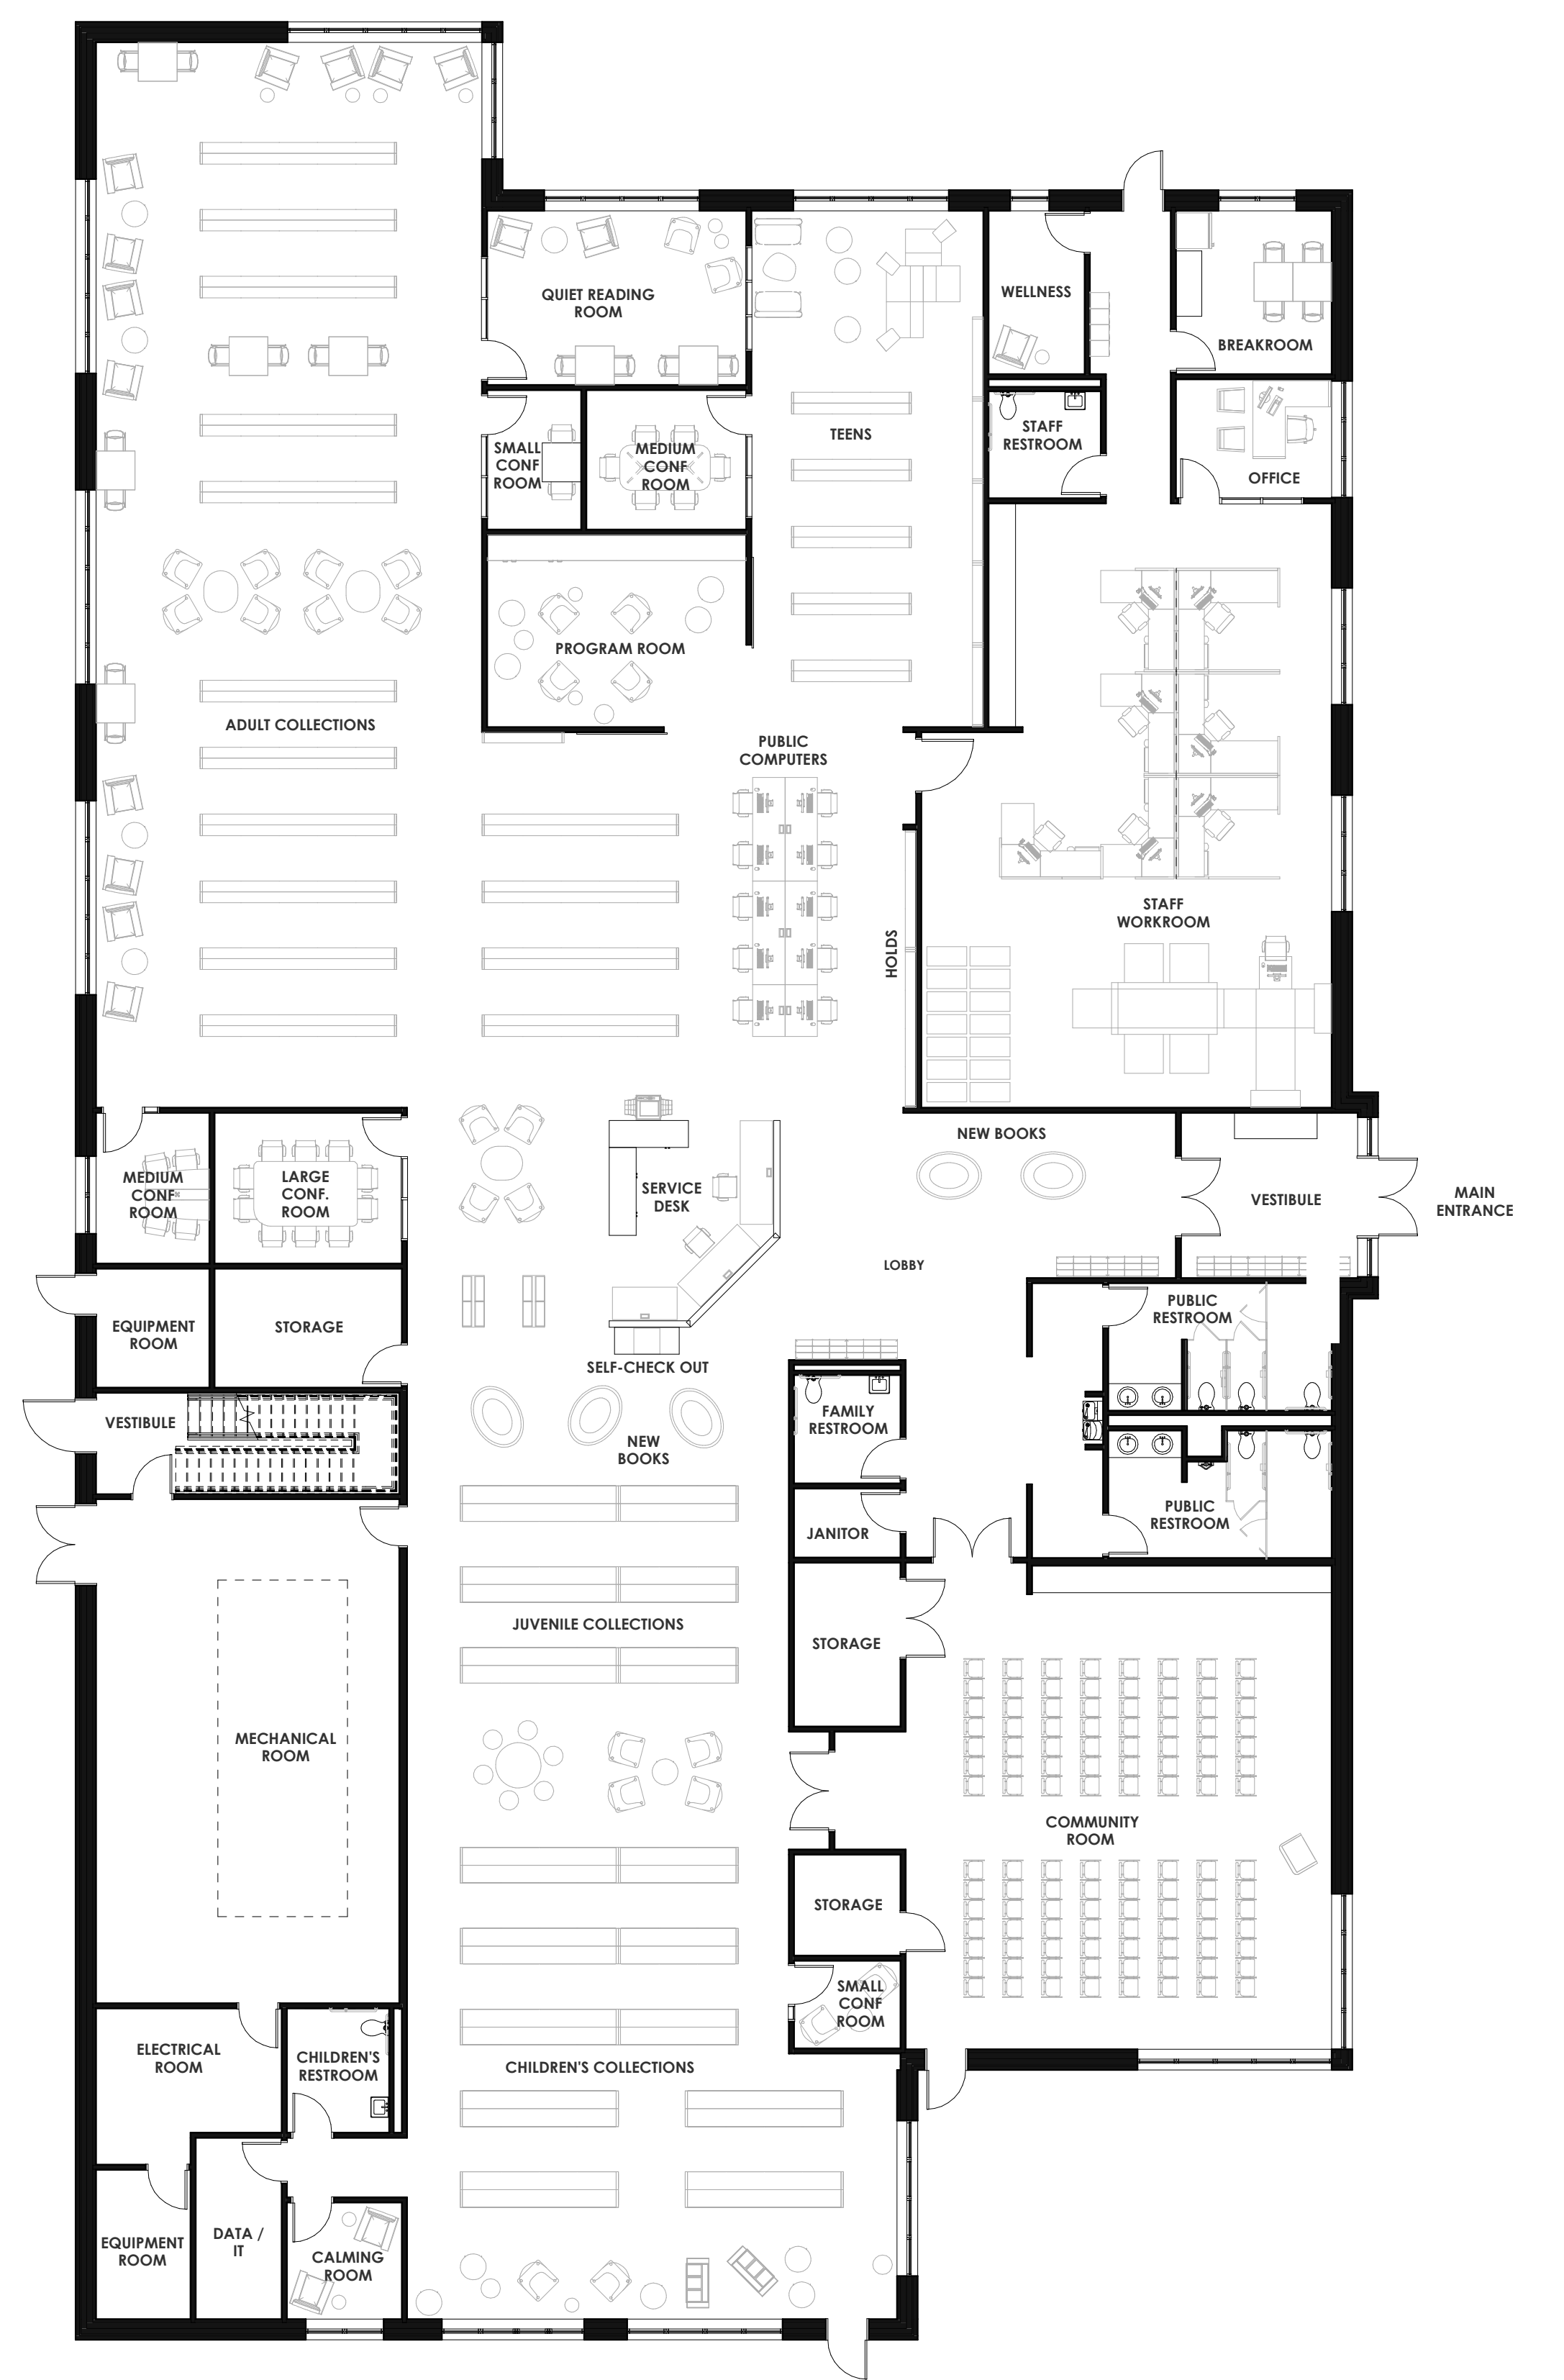 QUIET READING
ROOM
WELLNESS
BREAKROOM
SMALL
CONF
ROOM
MEDIUM
CONF
ROOM
TEENS
STAFF
RESTROOM
OFFICE
PROGRAM ROOM
ADULT COLLECTIONS
PUBLIC
COMPUTERS
HOLDS
STAFF
WORKROOM
NEW BOOKS
MEDIUM
CONF
ROOM
LARGE
CONF.
ROOM
SERVICE
DESK
VESTIBULE
MAIN
ENTRANCE
LOBBY
EQUIPMENT
ROOM
STORAGE
PUBLIC
RESTROOM
SELF-CHECK OUT
VESTIBULE
NEW
BOOKS
FAMILY
RESTROOM
JANITOR
PUBLIC
RESTROOM
JUVENILE COLLECTIONS
STORAGE
MECHANICAL
ROOM
COMMUNITY
ROOM
STORAGE
SMALL
CONF
ROOM
ELECTRICAL
ROOM
CHILDREN'S
RESTROOM
CHILDREN'S COLLECTIONS
EQUIPMENT
ROOM
DATA /
IT
CALMING
ROOM